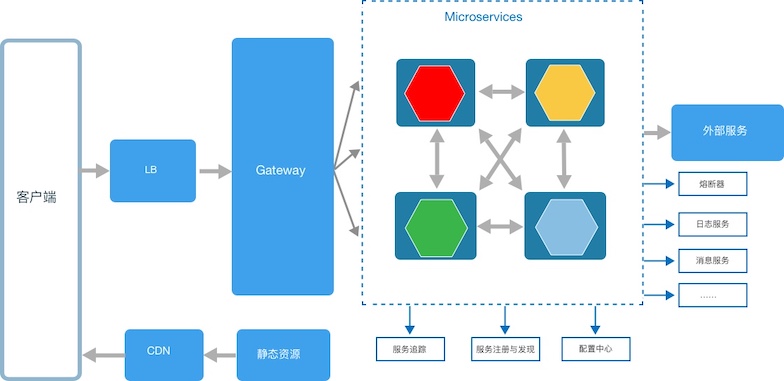 Microservices
外部服务
LB
Gateway
熔断器
客户端
日志服务
消息服务
......
CDN
静态资源
服务追踪
服务注册与发现
配置中心